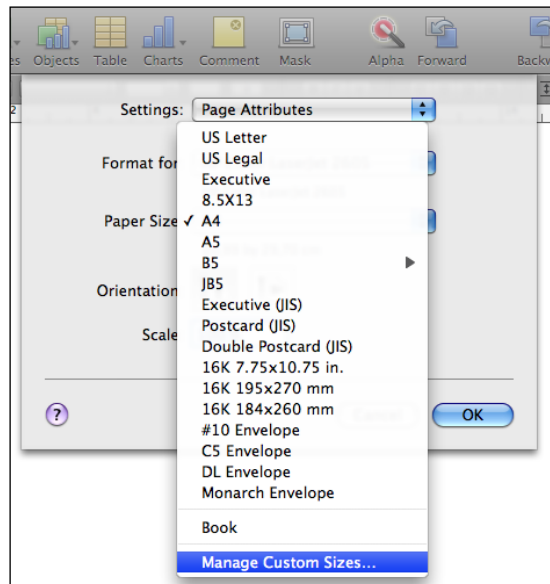 Objects Table Charts Comment Mask Alpha Forward
Settings: Page Attributes
US Letter
US Legal
Format for
Executive
8.5X13
Paper Size ✓ A4
A5
B5
JB5
Orientation
Executive (JIS)
Postcard (JIS)
Scale
Double Postcard (JIS)
16K 7.75x10.75 in.
16K 195x270 mm
16K 184x260 mm
? OK
#10 Envelope
C5 Envelope
DL Envelope
Monarch Envelope
Book
Manage Custom Sizes...